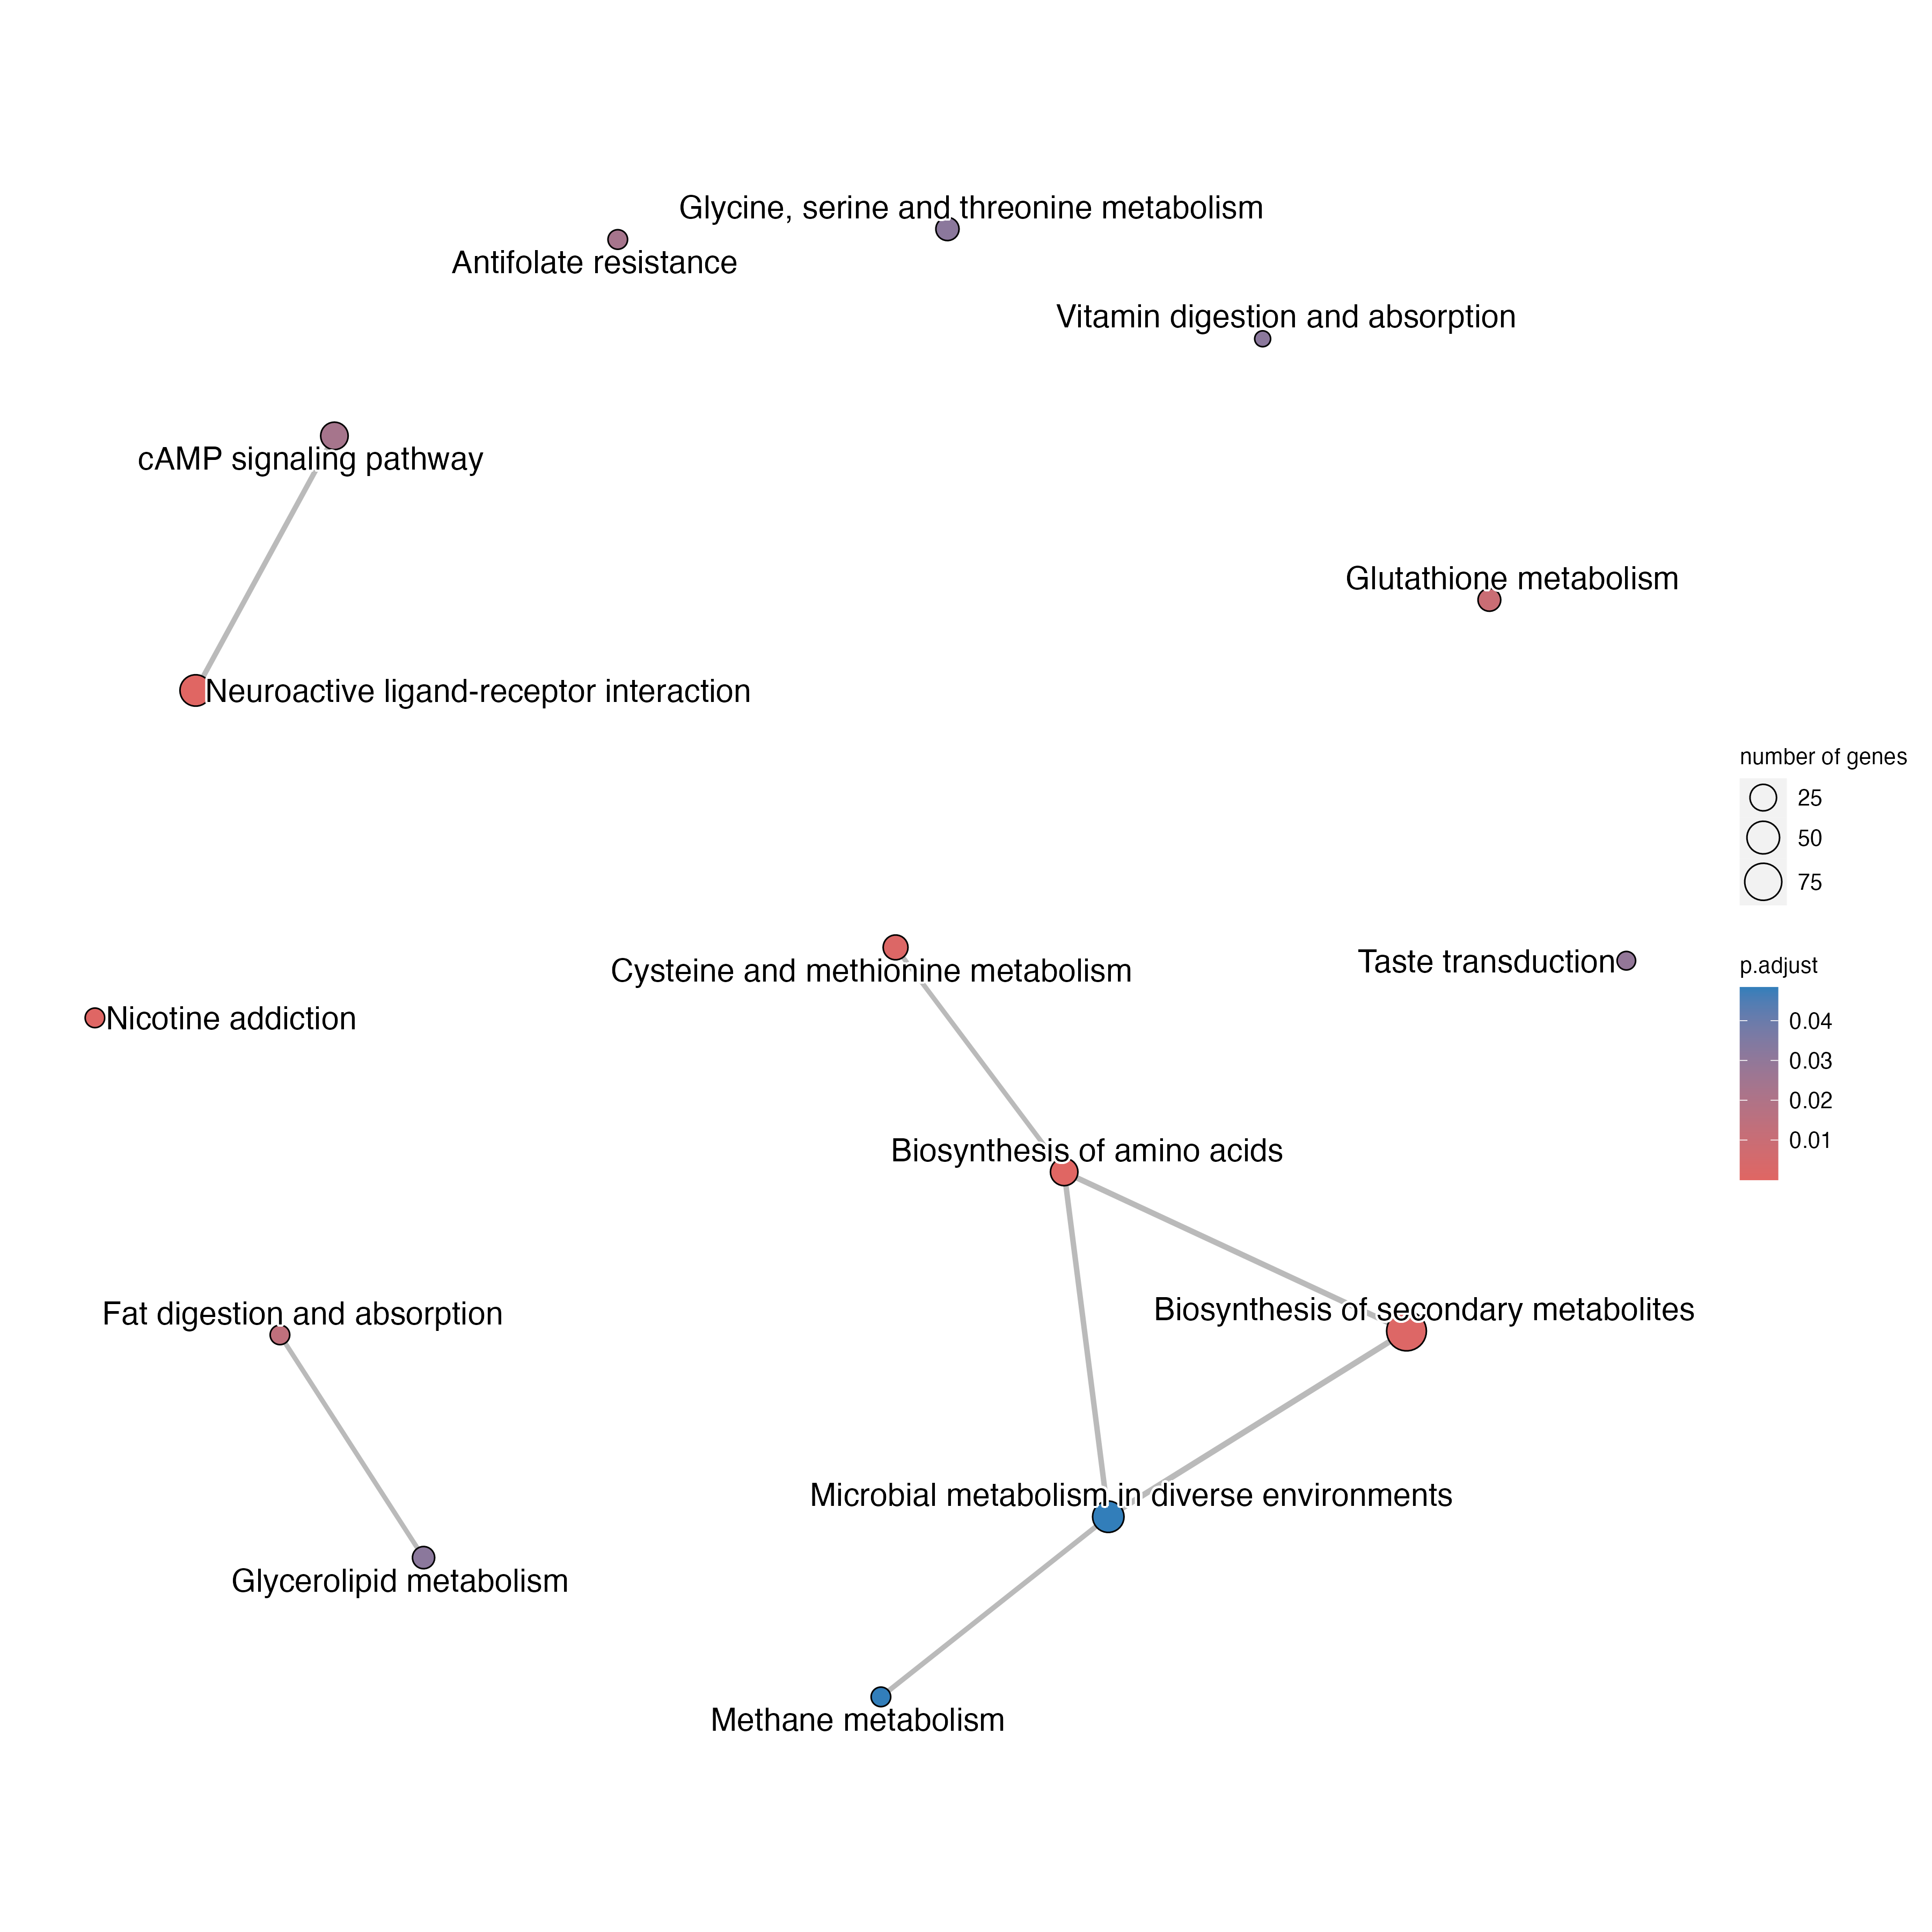 Glycine, serine and threonine metabolism
Antifolate resistance
Vitamin digestion and absorption
cAMP signaling pathway
Glutathione metabolism
Neuroactive ligand-receptor interaction
number of genes
25
50
75
Cysteine and methionine metabolism
Taste transduction
p.adjust
0.04
0.03
0.02
0.01
Nicotine addiction
Biosynthesis of amino acids
Fat digestion and absorption
Biosynthesis of secondary metabolites
Microbial metabolism in diverse environments
Glycerolipid metabolism
Methane metabolism